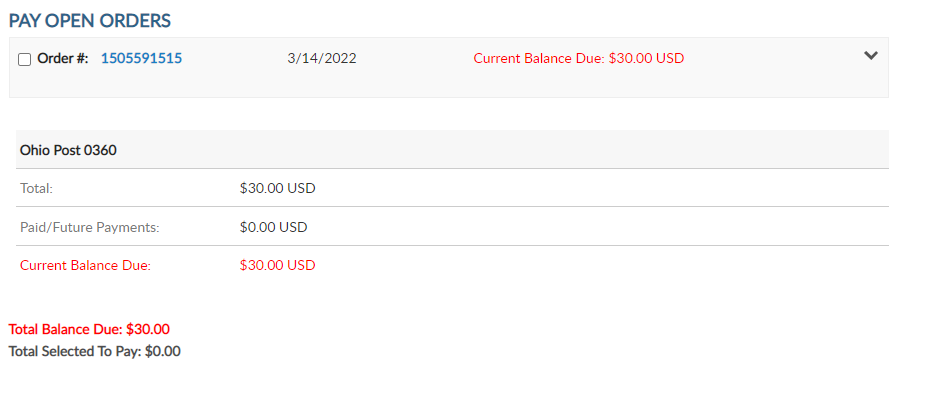 PAY OPEN ORDERS
Order #: 1505591515 3/14/2022 Current Balance Due: $30.00 USD
Ohio Post 0360
Total: $30.00 USD
Paid/Future Payments: $0.00 USD
Current Balance Due: $30.00 USD
Total Balance Due: $30.00
Total Selected To Pay: $0.00